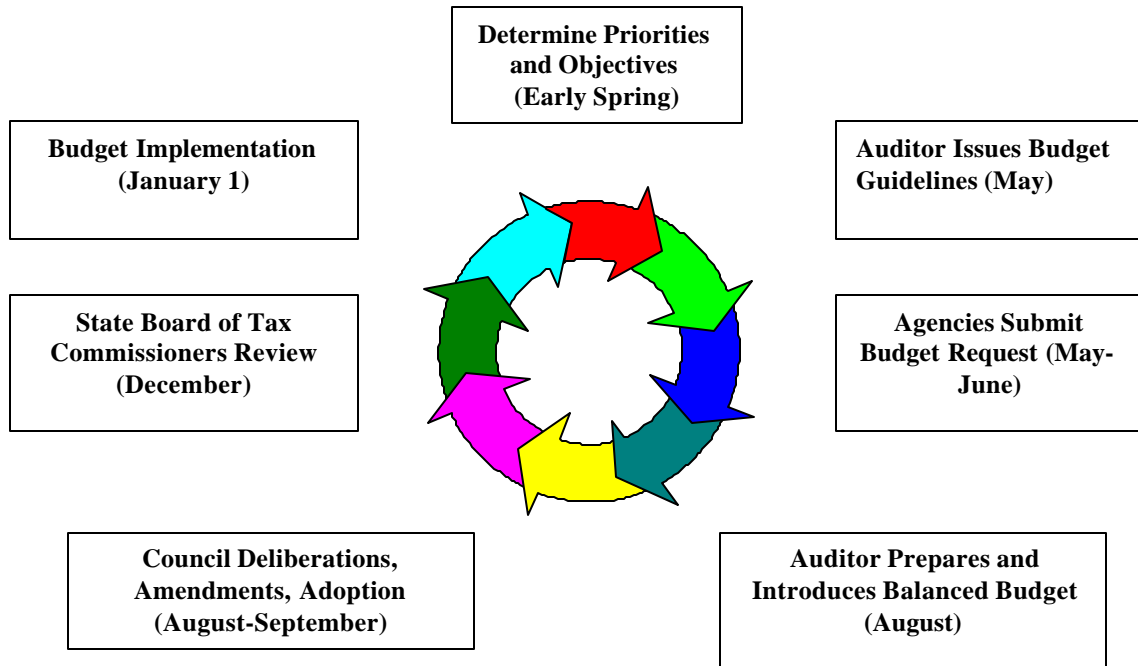 Determine Priorities
and Objectives
(Early Spring)
Budget Implementation
(January 1)
Auditor Issues Budget
Guidelines (May)
State Board of Tax
Commissioners Review
(December)
Agencies Submit
Budget Request (May-
June)
Council Deliberations,
Amendments, Adoption
(August-September)
Auditor Prepares and
Introduces Balanced Budget
(August)